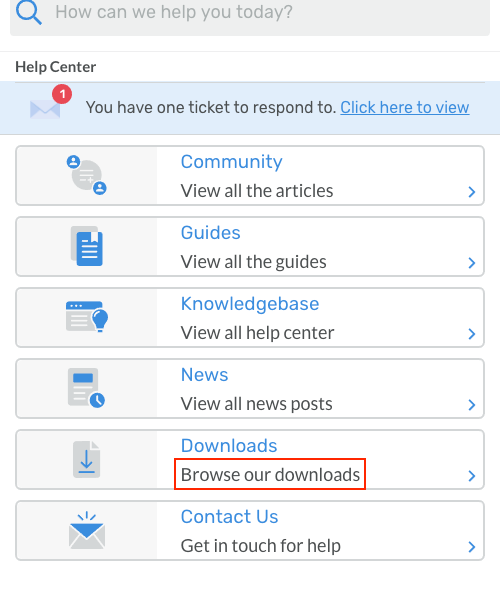 How can we help you today?
Help Center
1
You have one ticket to respond to. Click here to view
Community
View all the articles
Guides
View all the guides
Knowledgebase
View all help center
News
View all news posts
Downloads
Browse our downloads
Contact Us
Get in touch for help